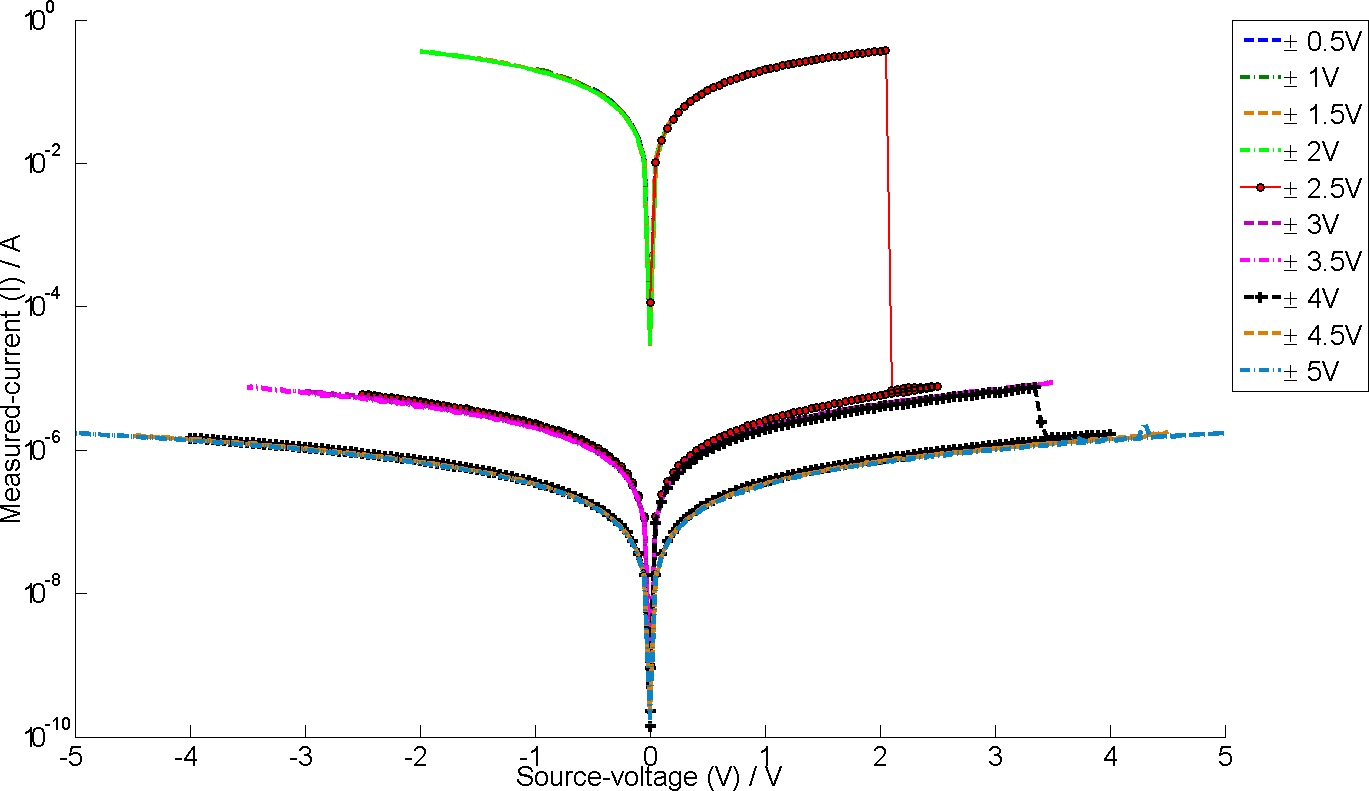 10^0
10^-2
10^-4
10^-6
10^-8
10^-10
Measured-current (I) / A
-5 -4 -3 -2 -1 0 1 2 3 4 5
Source-voltage (V) / V
± 0.5V
± 1V
± 1.5V
± 2V
± 2.5V
± 3V
± 3.5V
± 4V
± 4.5V
± 5V